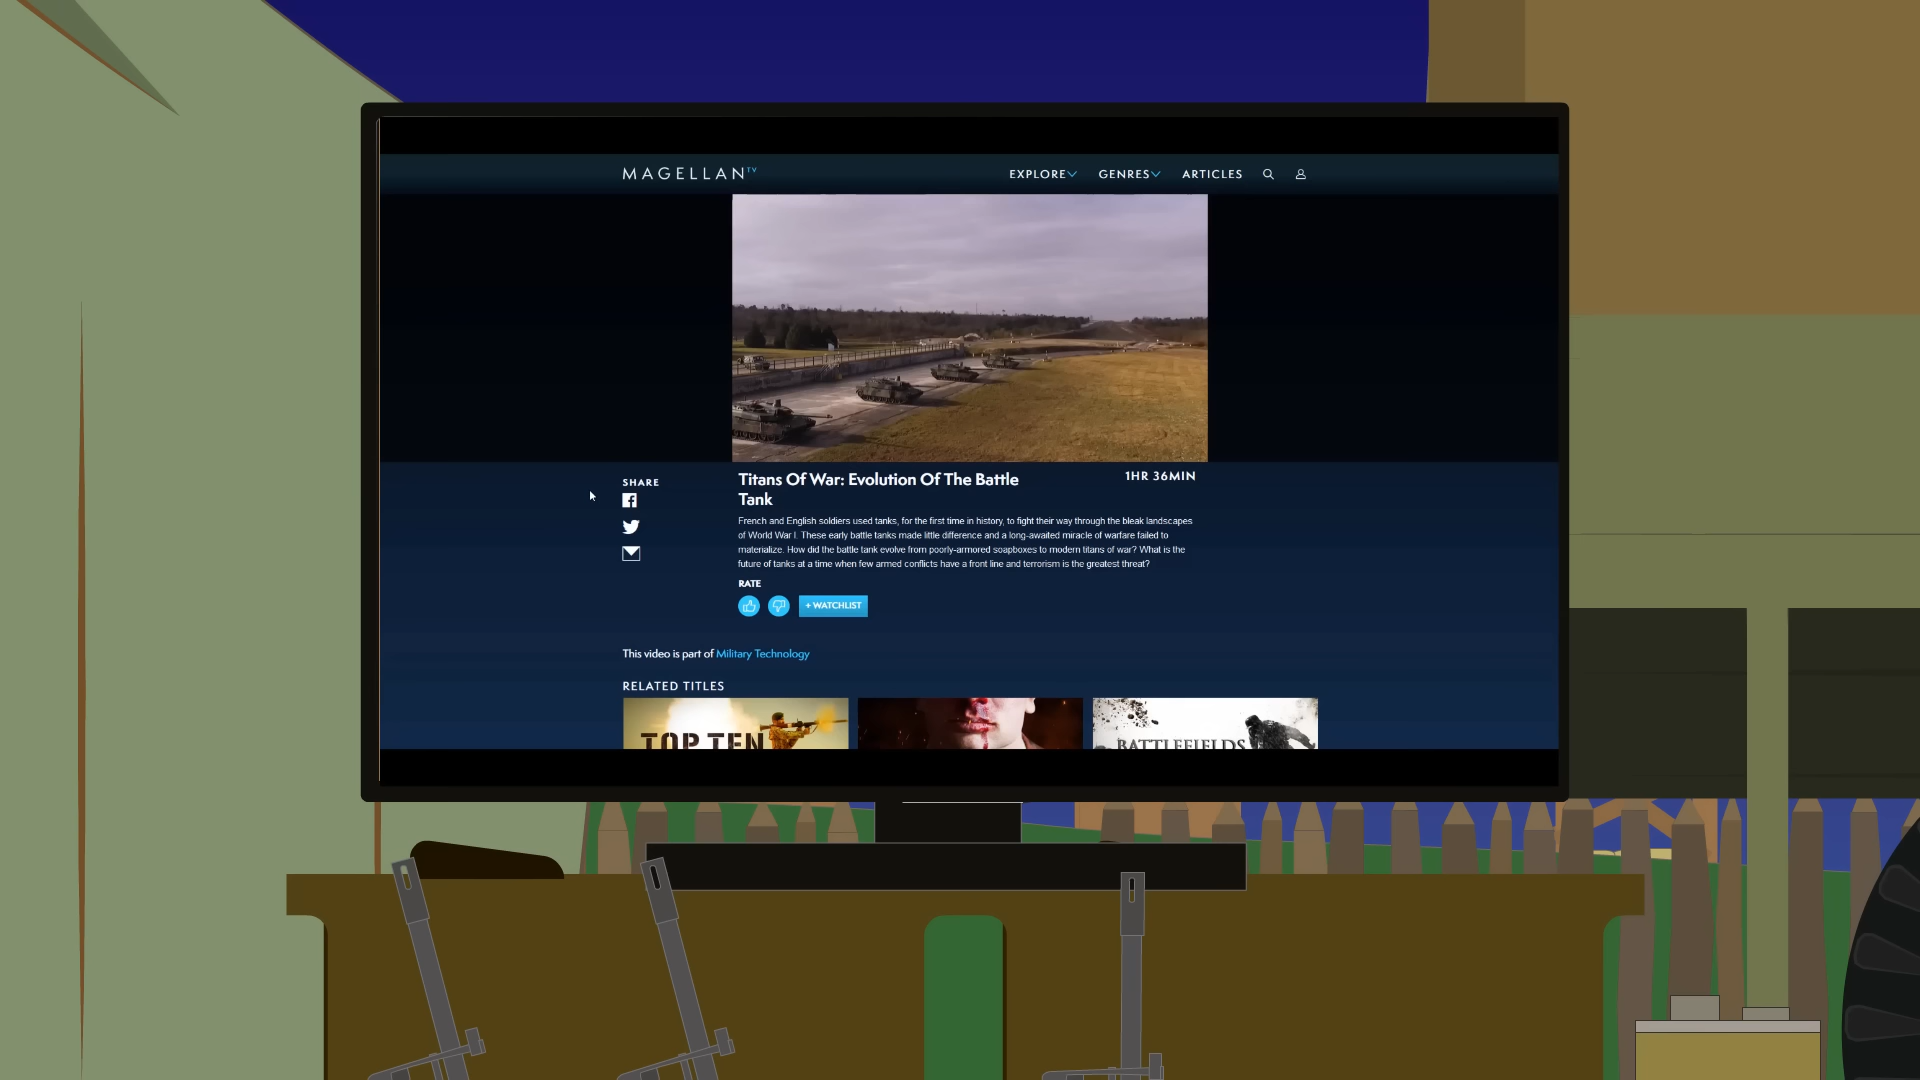 MAGELLAN TV
EXPLORE GENRES ARTICLES
SHARE
Titans Of War: Evolution Of The Battle
Tank
1HR 36MIN
French and English soldiers used tanks, for the first time in history, to fight their way through the bleak landscapes
of World War I. These early battle tanks made little difference and a long-awaited miracle of warfare failed to
materialize. How did the battle tank evolve from poorly-armored soapboxes to modern titans of war? What is the
future of tanks at a time when few armed conflicts have a front line and terrorism is the greatest threat?
RATE
+ WATCHLIST
This video is part of Military Technology
RELATED TITLES
TOP TEN
BATTLEFIELDS